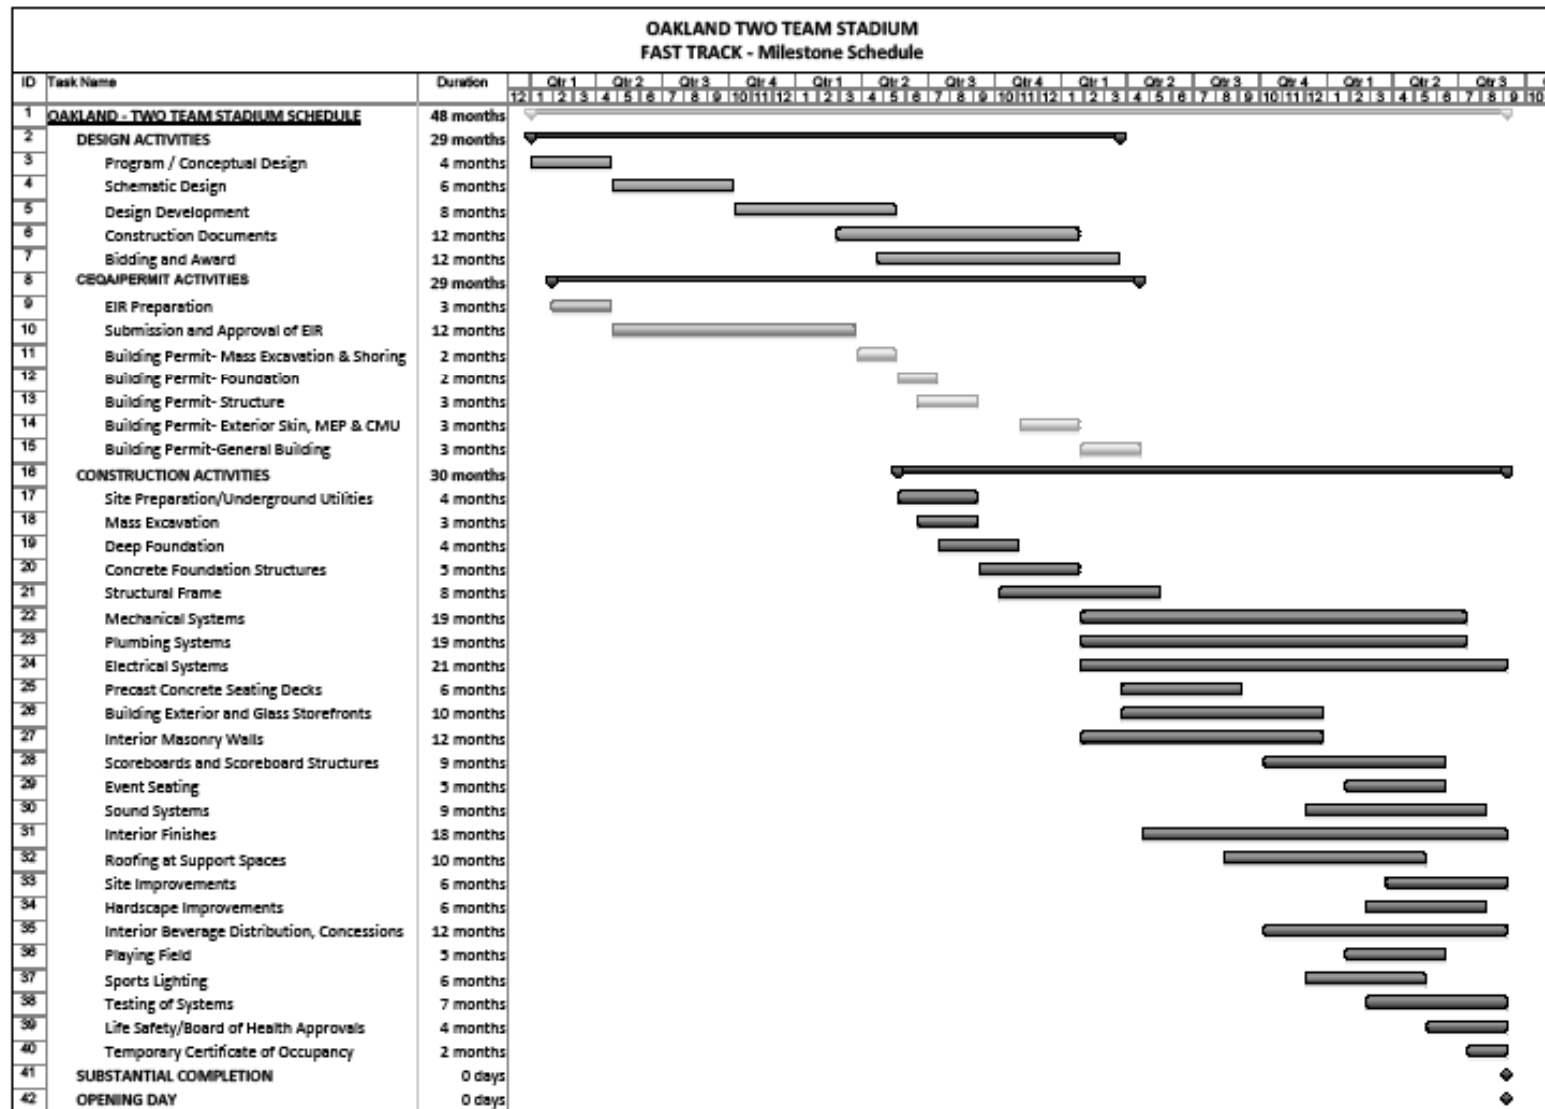 OAKLAND TWO TEAM STADIUM
FAST TRACK - Milestone Schedule
ID Task Name Duration Qtr 1 Qtr 2 Qtr 3 Qtr 4 Qtr 1 Qtr 2 Qtr 3 Qtr 4 Qtr 1 Qtr 2 Qtr 3 Qtr 4 Qtr 1 Qtr 2 Qtr 3
12 1 2 3 4 5 6 7 8 9 10 11 12 1 2 3 4 5 6 7 8 9 10 11 12 1 2 3 4 5 6 7 8 9 10 11 12 1 2 3 4 5 6 7 8 9 10
1 OAKLAND - TWO TEAM STADIUM SCHEDULE 48 months
2 DESIGN ACTIVITIES 29 months
3 Program / Conceptual Design 4 months
4 Schematic Design 6 months
5 Design Development 8 months
6 Construction Documents 12 months
7 Bidding and Award 12 months
8 CEQA/PERMIT ACTIVITIES 29 months
9 EIR Preparation 3 months
10 Submission and Approval of EIR 12 months
11 Building Permit- Mass Excavation & Shoring 2 months
12 Building Permit- Foundation 2 months
13 Building Permit- Structure 3 months
14 Building Permit- Exterior Skin, MEP & CMU 3 months
15 Building Permit-General Building 3 months
16 CONSTRUCTION ACTIVITIES 30 months
17 Site Preparation/Underground Utilities 4 months
18 Mass Excavation 3 months
19 Deep Foundation 4 months
20 Concrete Foundation Structures 5 months
21 Structural Frame 8 months
22 Mechanical Systems 19 months
23 Plumbing Systems 19 months
24 Electrical Systems 21 months
25 Precast Concrete Seating Decks 6 months
26 Building Exterior and Glass Storefronts 10 months
27 Interior Masonry Walls 12 months
28 Scoreboards and Scoreboard Structures 9 months
29 Event Seating 5 months
30 Sound Systems 9 months
31 Interior Finishes 18 months
32 Roofing at Support Spaces 10 months
33 Site Improvements 6 months
34 Hardscape Improvements 6 months
35 Interior Beverage Distribution, Concessions 12 months
36 Playing Field 5 months
37 Sports Lighting 6 months
38 Testing of Systems 7 months
39 Life Safety/Board of Health Approvals 4 months
40 Temporary Certificate of Occupancy 2 months
41 SUBSTANTIAL COMPLETION 0 days
42 OPENING DAY 0 days